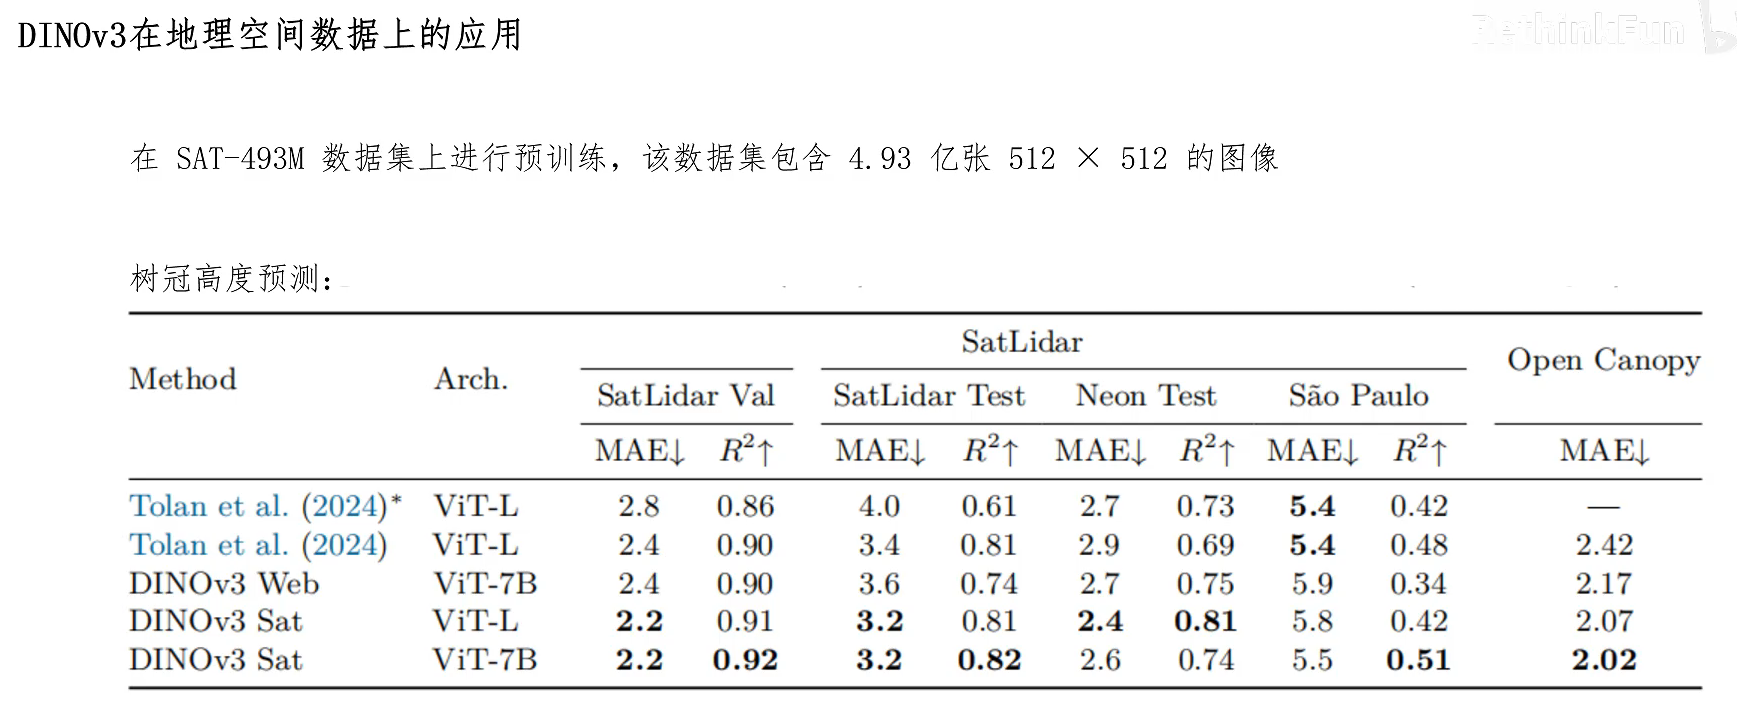 DINOv3在地理空间数据上的应用
RethinkFun
在 SAT-493M 数据集上进行预训练，该数据集包含 4.93 亿张 512 × 512 的图像
树冠高度预测：
SatLidar
Method Arch. Open Canopy
SatLidar Val SatLidar Test Neon Test São Paulo
MAE↓ R²↑ MAE↓ R²↑ MAE↓ R²↑ MAE↓ R²↑ MAE↓
Tolan et al. (2024)* ViT-L 2.8 0.86 4.0 0.61 2.7 0.73 5.4 0.42 —
Tolan et al. (2024) ViT-L 2.4 0.90 3.4 0.81 2.9 0.69 5.4 0.48 2.42
DINOv3 Web ViT-7B 2.4 0.90 3.6 0.74 2.7 0.75 5.9 0.34 2.17
DINOv3 Sat ViT-L 2.2 0.91 3.2 0.81 2.4 0.81 5.8 0.42 2.07
DINOv3 Sat ViT-7B 2.2 0.92 3.2 0.82 2.6 0.74 5.5 0.51 2.02